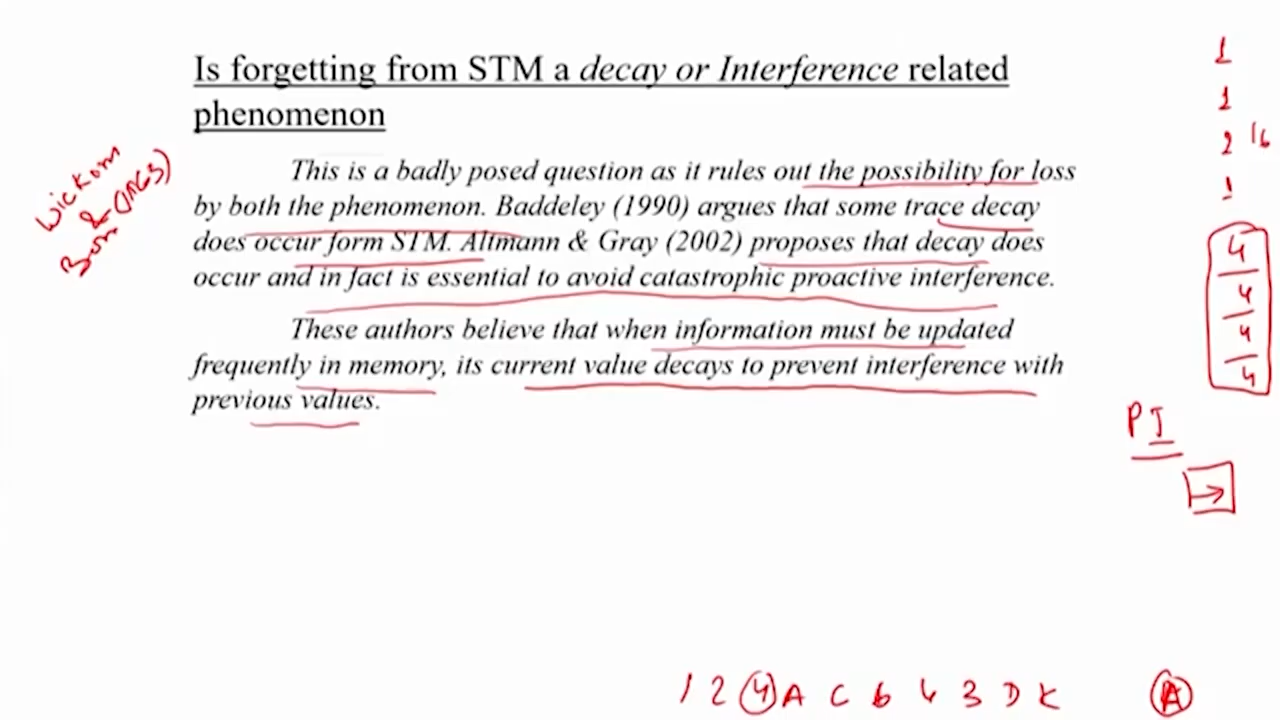 Is forgetting from STM a decay or Interference related
phenomenon
This is a badly posed question as it rules out the possibility for loss
by both the phenomenon. Baddeley (1990) argues that some trace decay
does occur form STM. Altmann & Gray (2002) proposes that decay does
occur and in fact is essential to avoid catastrophic proactive interference.
These authors believe that when information must be updated
frequently in memory, its current value decays to prevent interference with
previous values.
&
1
1
2 16
1
4
4
4
4
PI
1 2 4 A C 6 4 3 D K A